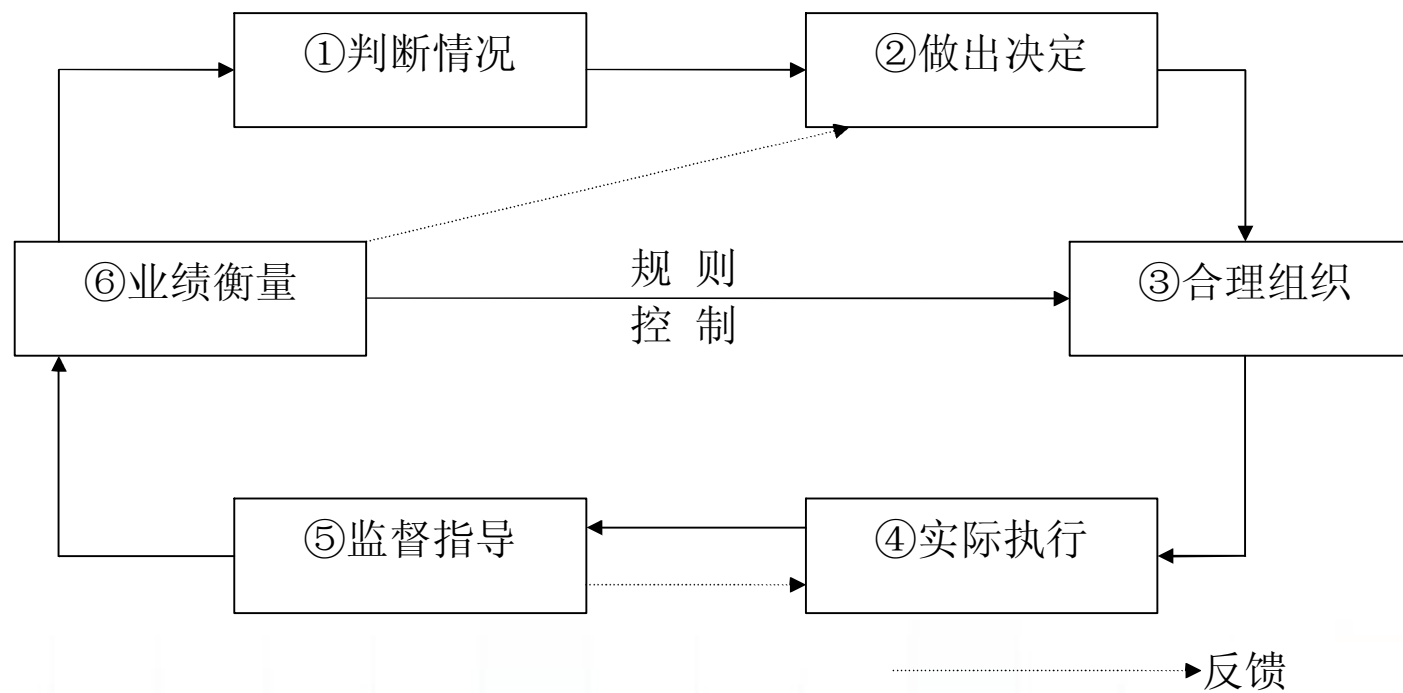 ①判断情况
②做出决定
⑥业绩衡量
规 则
控 制
③合理组织
⑤监督指导
④实际执行
反馈